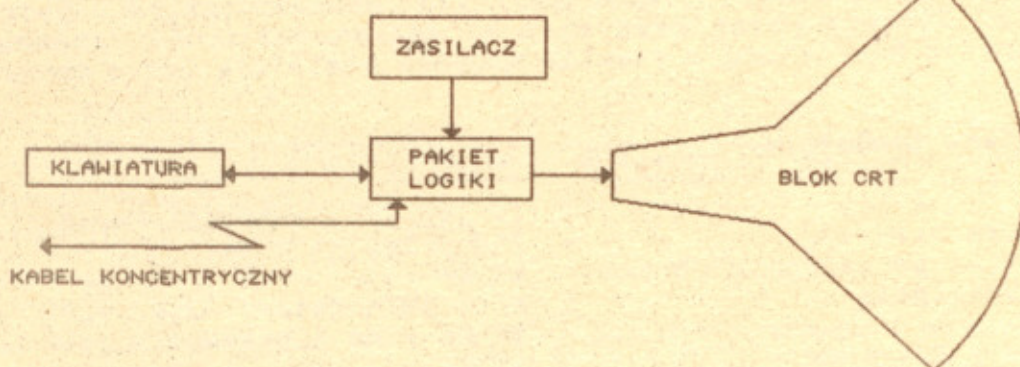 ZASILACZ
KLAWIATURA
PAKIET
LOGIKI
BLOK CRT
KABEL KONCENTRYCZNY